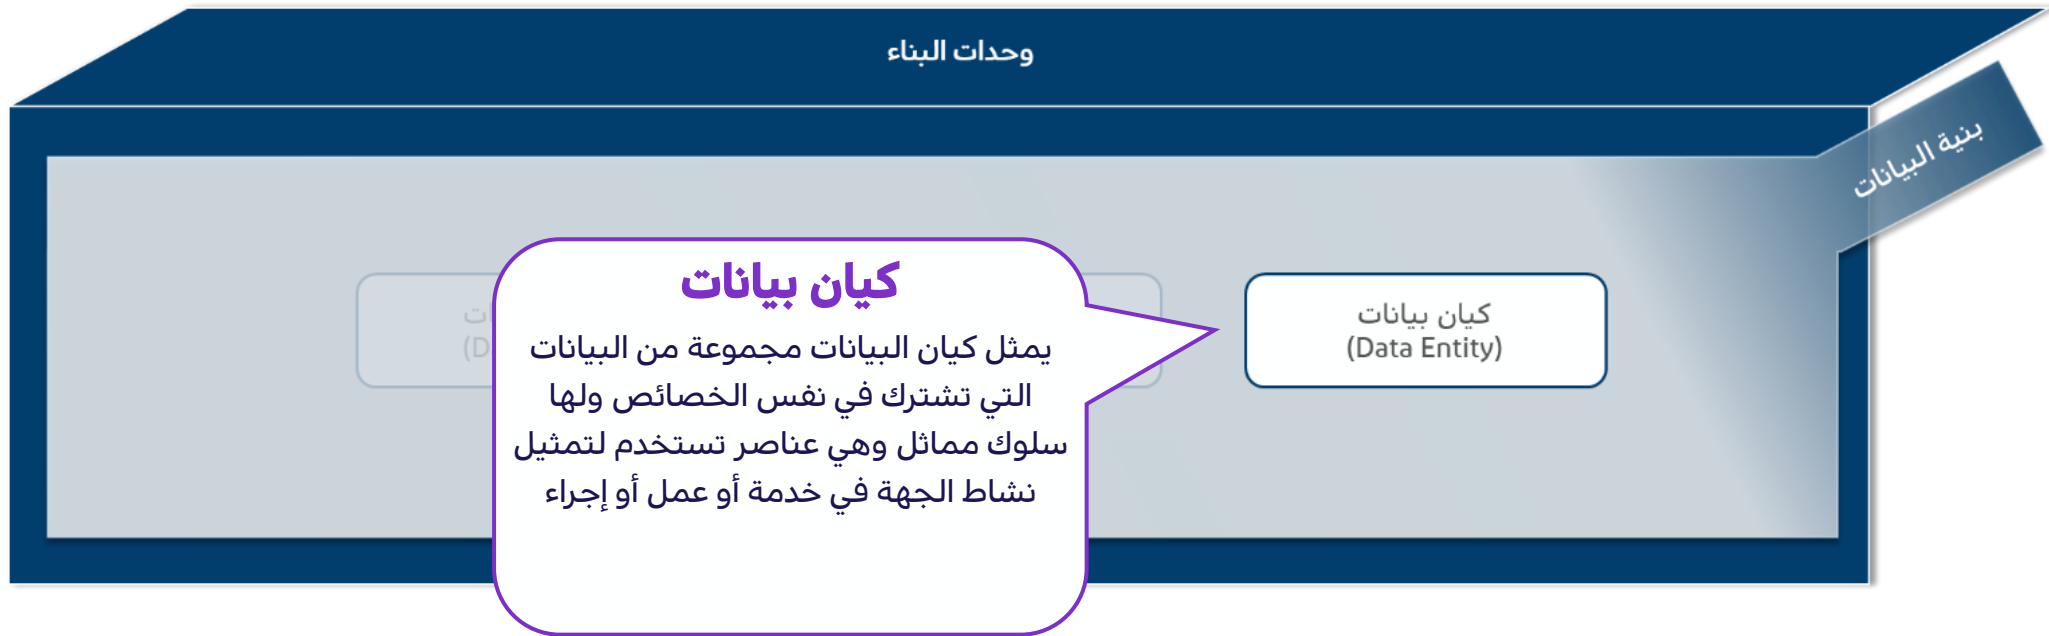 وحدات البناء
بنية البيانات
كيان بيانات
(Data Entity)
كيان بيانات
يمثل كيان البيانات مجموعة من البيانات
التي تشترك في نفس الخصائص ولها
سلوك مماثل وهي عناصر تستخدم لتمثيل
نشاط الجهة في خدمة أو عمل أو إجراء